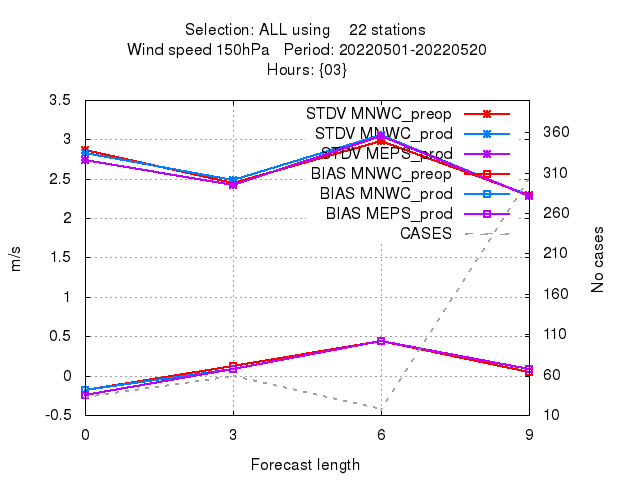 Selection: ALL using 22 stations
Wind speed 150hPa Period: 20220501-20220520
Hours: {03}
3.5
3
2.5
2
1.5
1
0.5
0
-0.5
m/s
STDV MNWC_preop
STDV MNWC_prod
STDV MEPS_prod
BIAS MNWC_preop
BIAS MNWC_prod
BIAS MEPS_prod
CASES
360
310
260
210
160
110
60
10
No cases
0 3 6 9
Forecast length